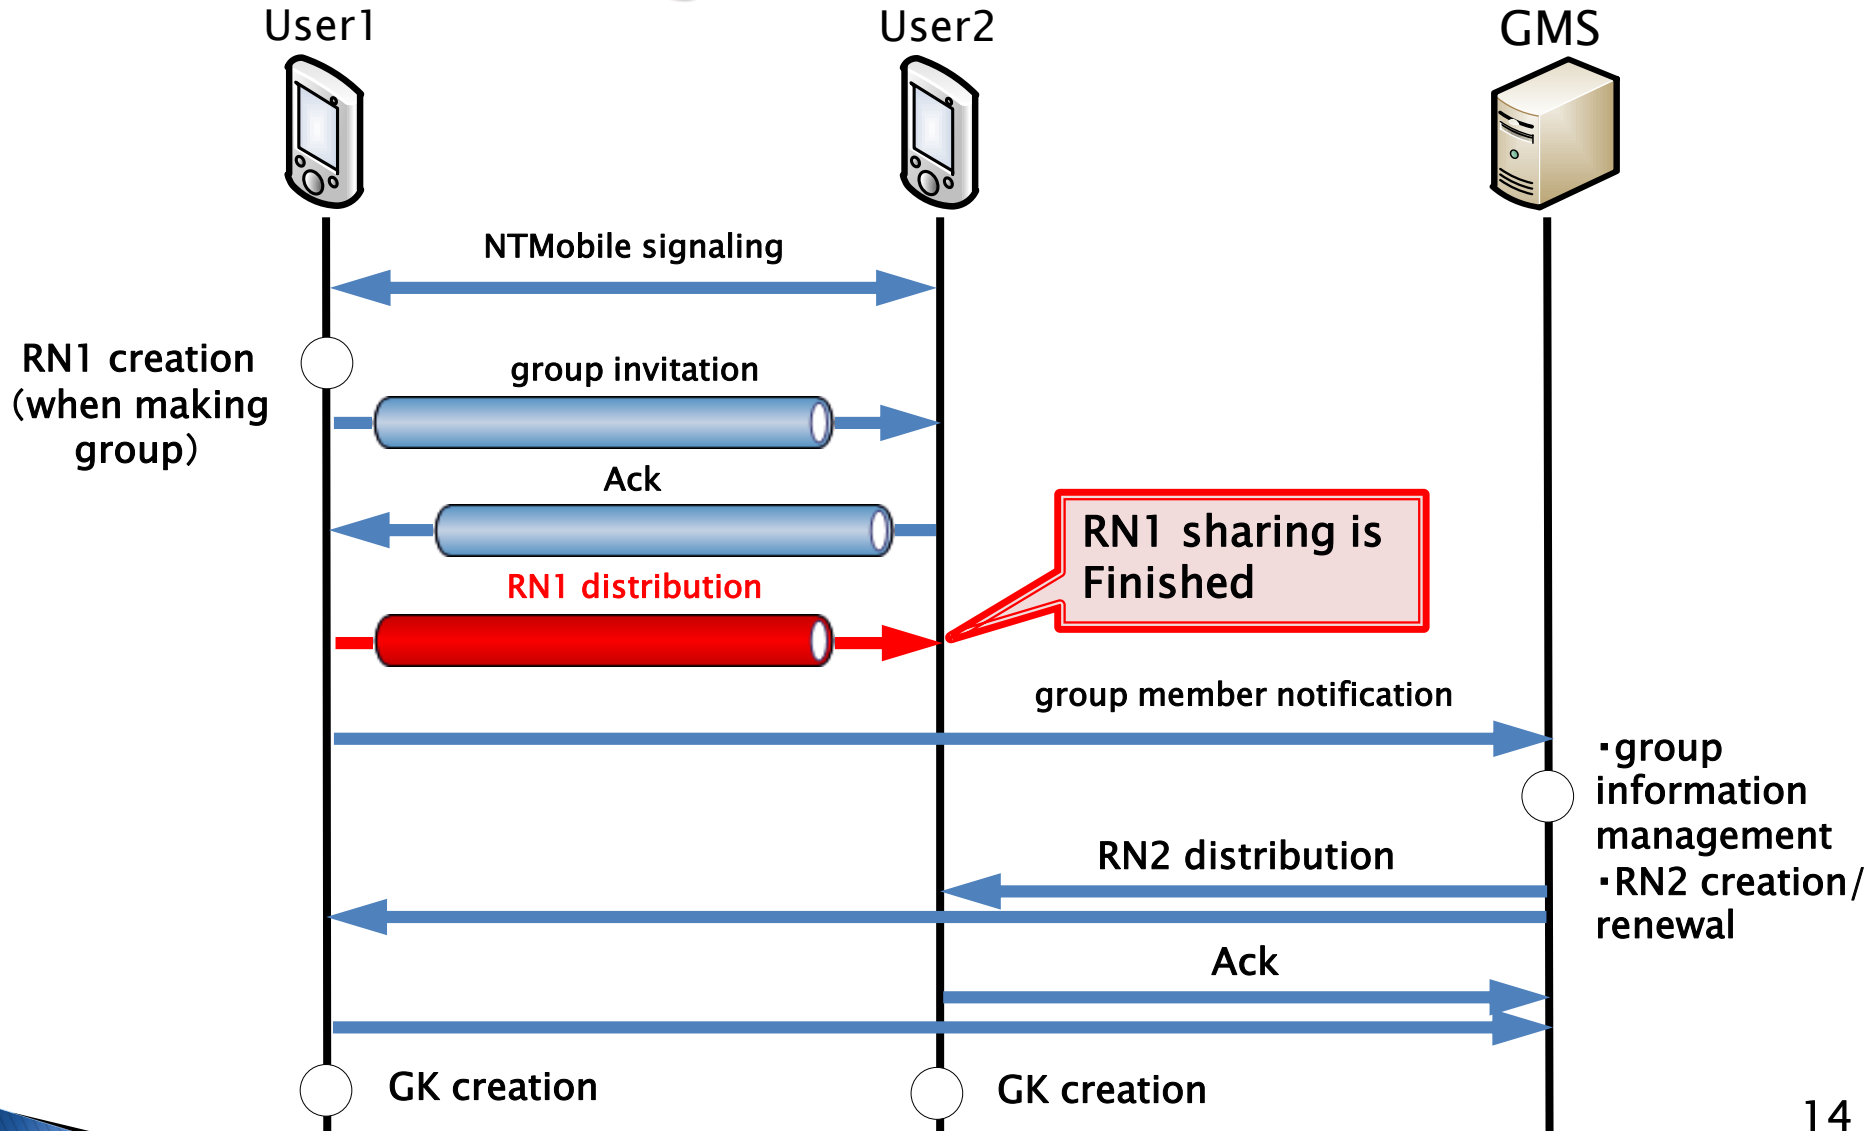 User1
User2
GMS
NTMobile signaling
RN1 creation
(when making
group)
group invitation
Ack
RN1 distribution
RN1 sharing is
Finished
group member notification
・group
information
management
・RN2 creation/
renewal
RN2 distribution
Ack
GK creation
GK creation
14